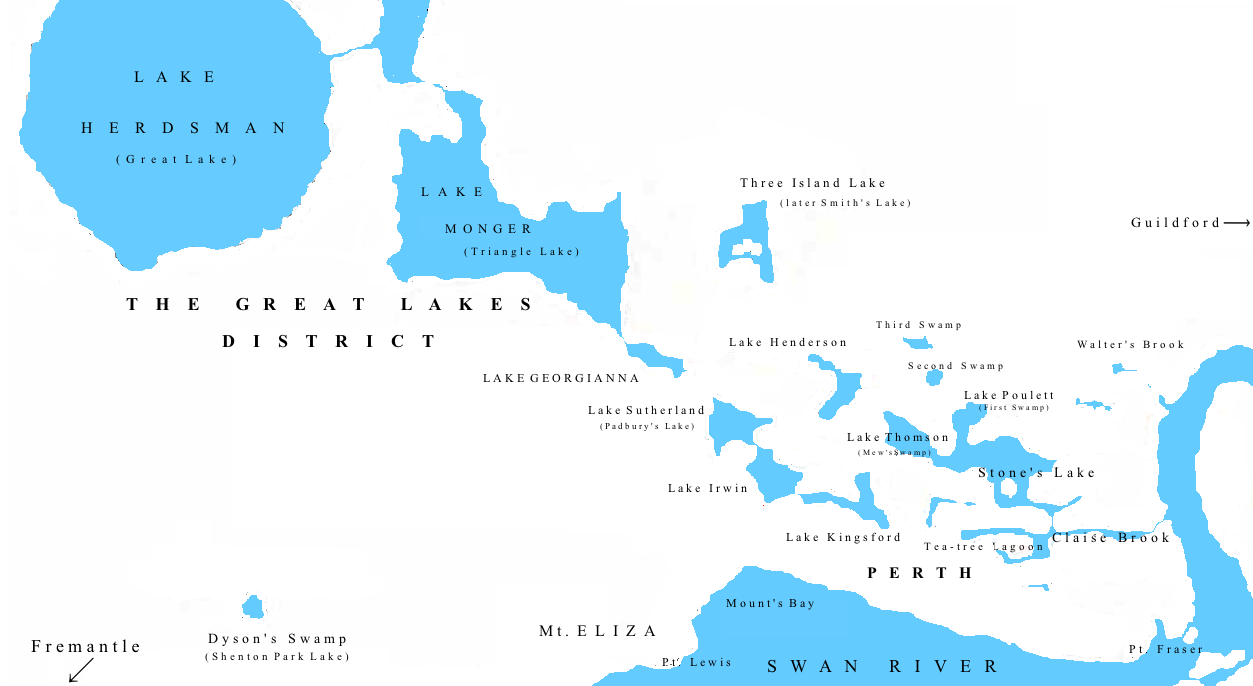 LAKE
HERDSMAN
(Great Lake)
LAKE
MONGER
(Triangle Lake)
Three Island Lake
(later Smith's Lake)
Guildford
THE GREAT LAKES
DISTRICT
Third Swamp
Lake Henderson
Walter's Brook
Second Swamp
LAKE GEORGIANNA
Lake Poulett
(First Swamp)
Lake Sutherland
(Padbury's Lake)
Lake Thomson
(Mew's Swamp)
Stone's Lake
Lake Irwin
Lake Kingsford
Tea-tree Lagoon
Claise Brook
PERTH
Mount's Bay
Mt. ELIZA
Dyson's Swamp
(Shenton Park Lake)
Fremantle
Pt. Lewis
SWAN RIVER
Pt. Fraser